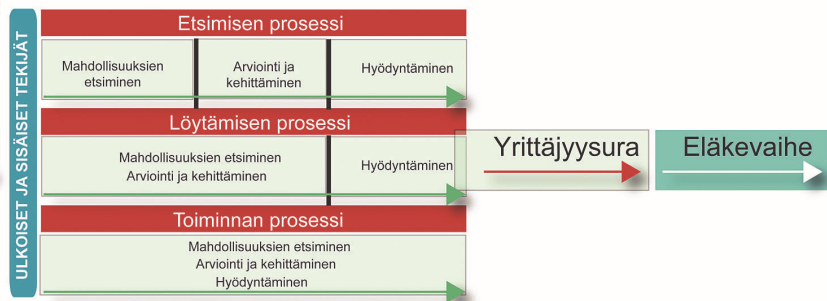 ULKOISET JA SISÄISET TEKIJÄT
Etsimisen prosessi
Mahdollisuuksien
etsiminen
Arviointi ja
kehittäminen
Hyödyntäminen
Löytämisen prosessi
Mahdollisuuksien etsiminen
Arviointi ja kehittäminen
Hyödyntäminen
Toiminnan prosessi
Mahdollisuuksien etsiminen
Arviointi ja kehittäminen
Hyödyntäminen
Yrittäjyysura
Eläkevaihe